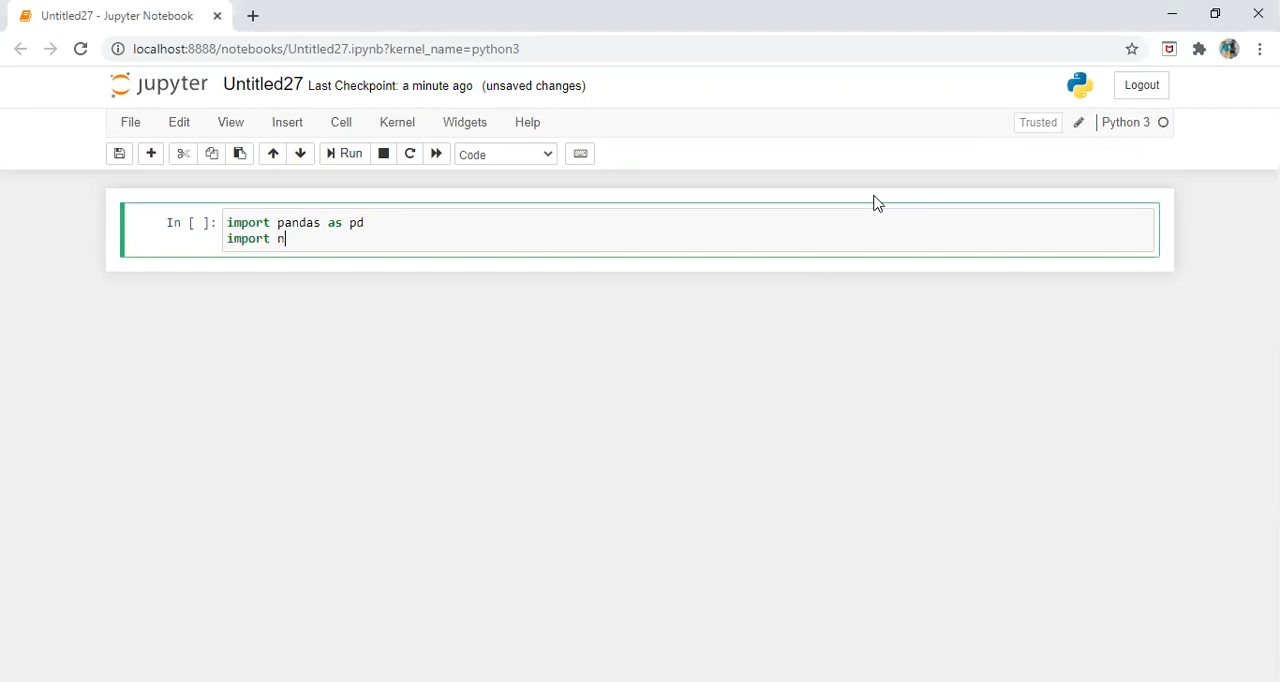 Untitled27 - Jupyter Notebook
localhost:8888/notebooks/Untitled27.ipynb?kernel_name=python3
jupyter Untitled27 Last Checkpoint: a minute ago (unsaved changes)
Logout
File Edit View Insert Cell Kernel Widgets Help
Trusted Python 3
Run Code
In [ ]: import pandas as pd
import n